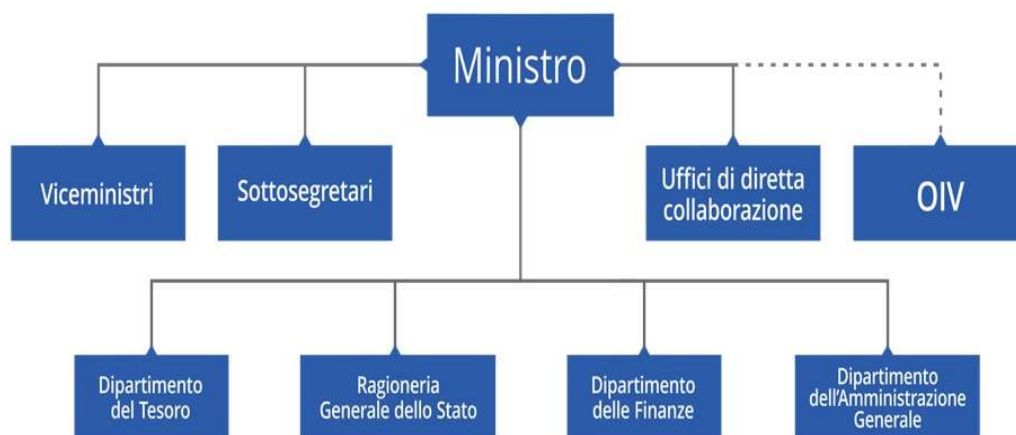 Ministro
Viceministri
Sottosegretari
Uffici di diretta
collaborazione
OIV
Dipartimento
del Tesoro
Ragioneria
Generale dello Stato
Dipartimento
delle Finanze
Dipartimento
dell'Amministrazione
Generale